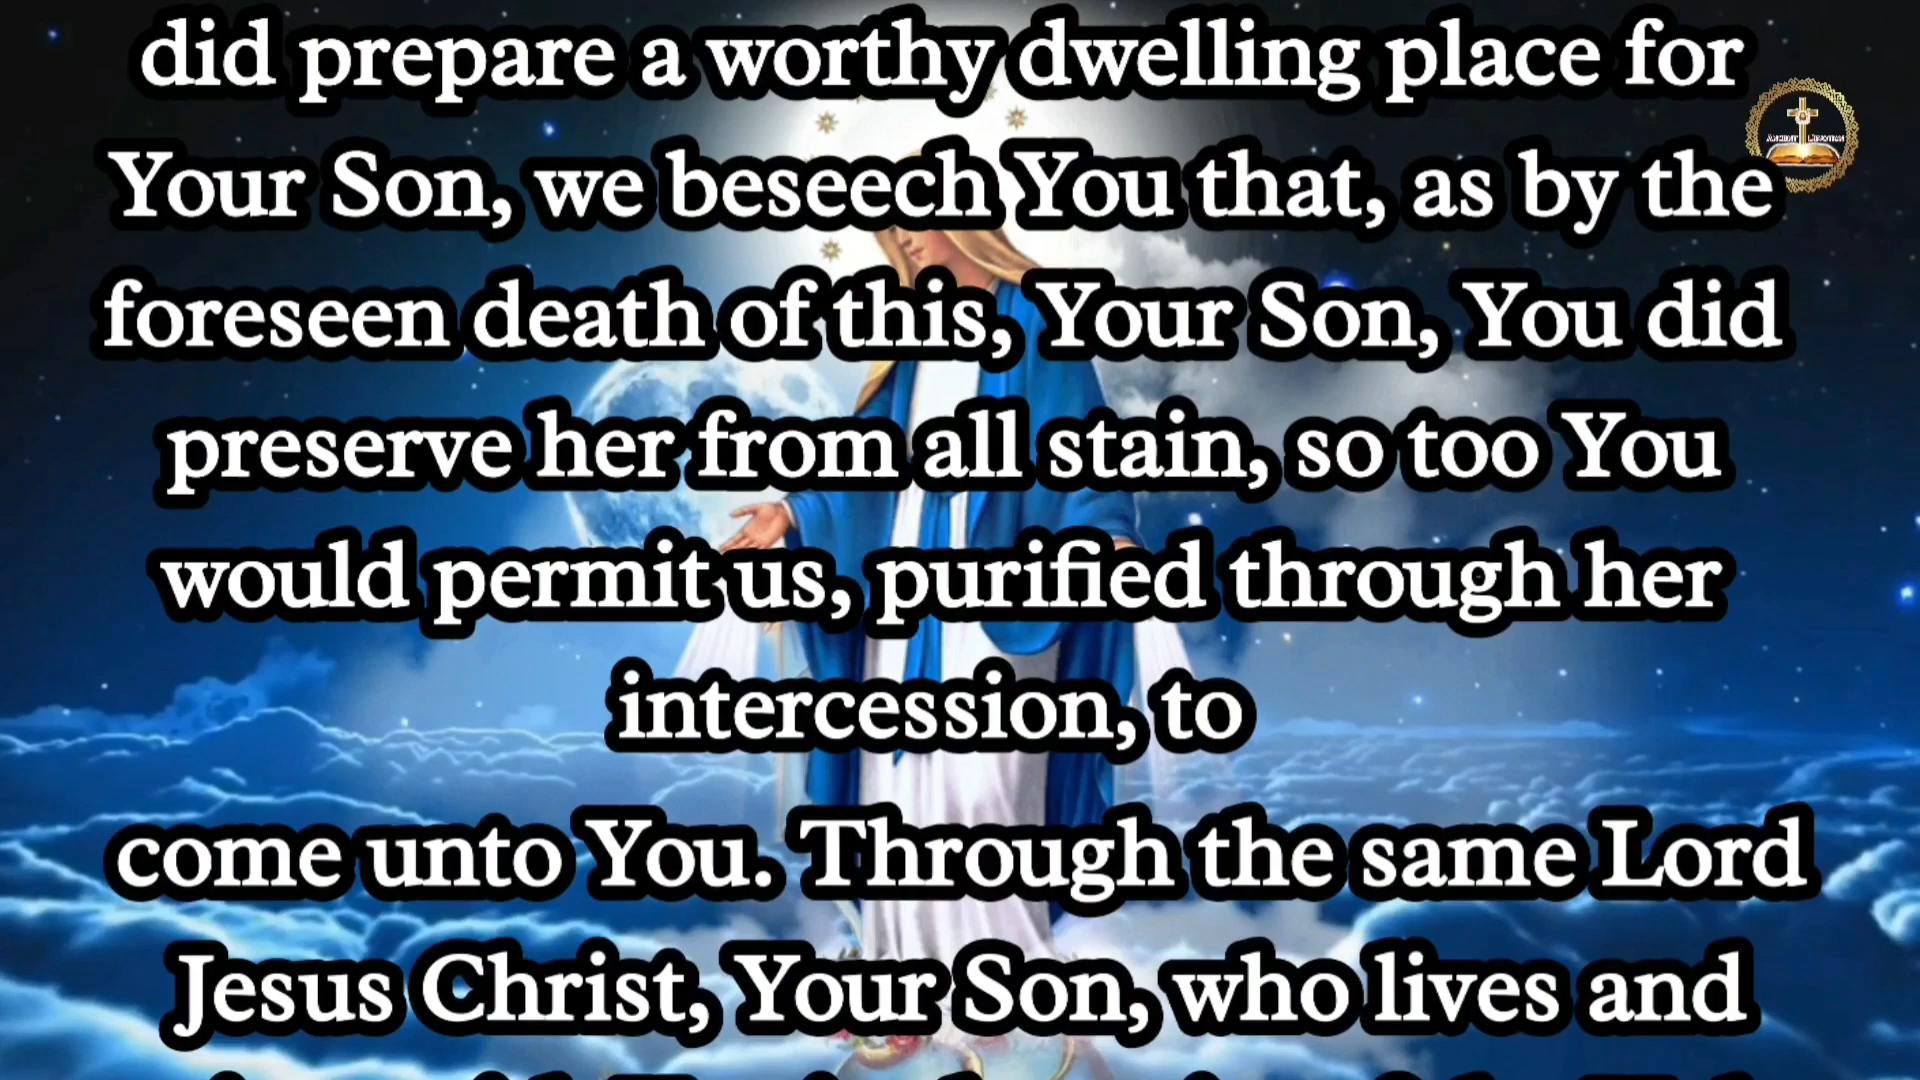 did prepare a worthy dwelling place for
Your Son, we beseech You that, as by the
foreseen death of this, Your Son, You did
preserve her from all stain, so too You
would permit us, purified through her
intercession, to
come unto You. Through the same Lord
Jesus Christ, Your Son, who lives and